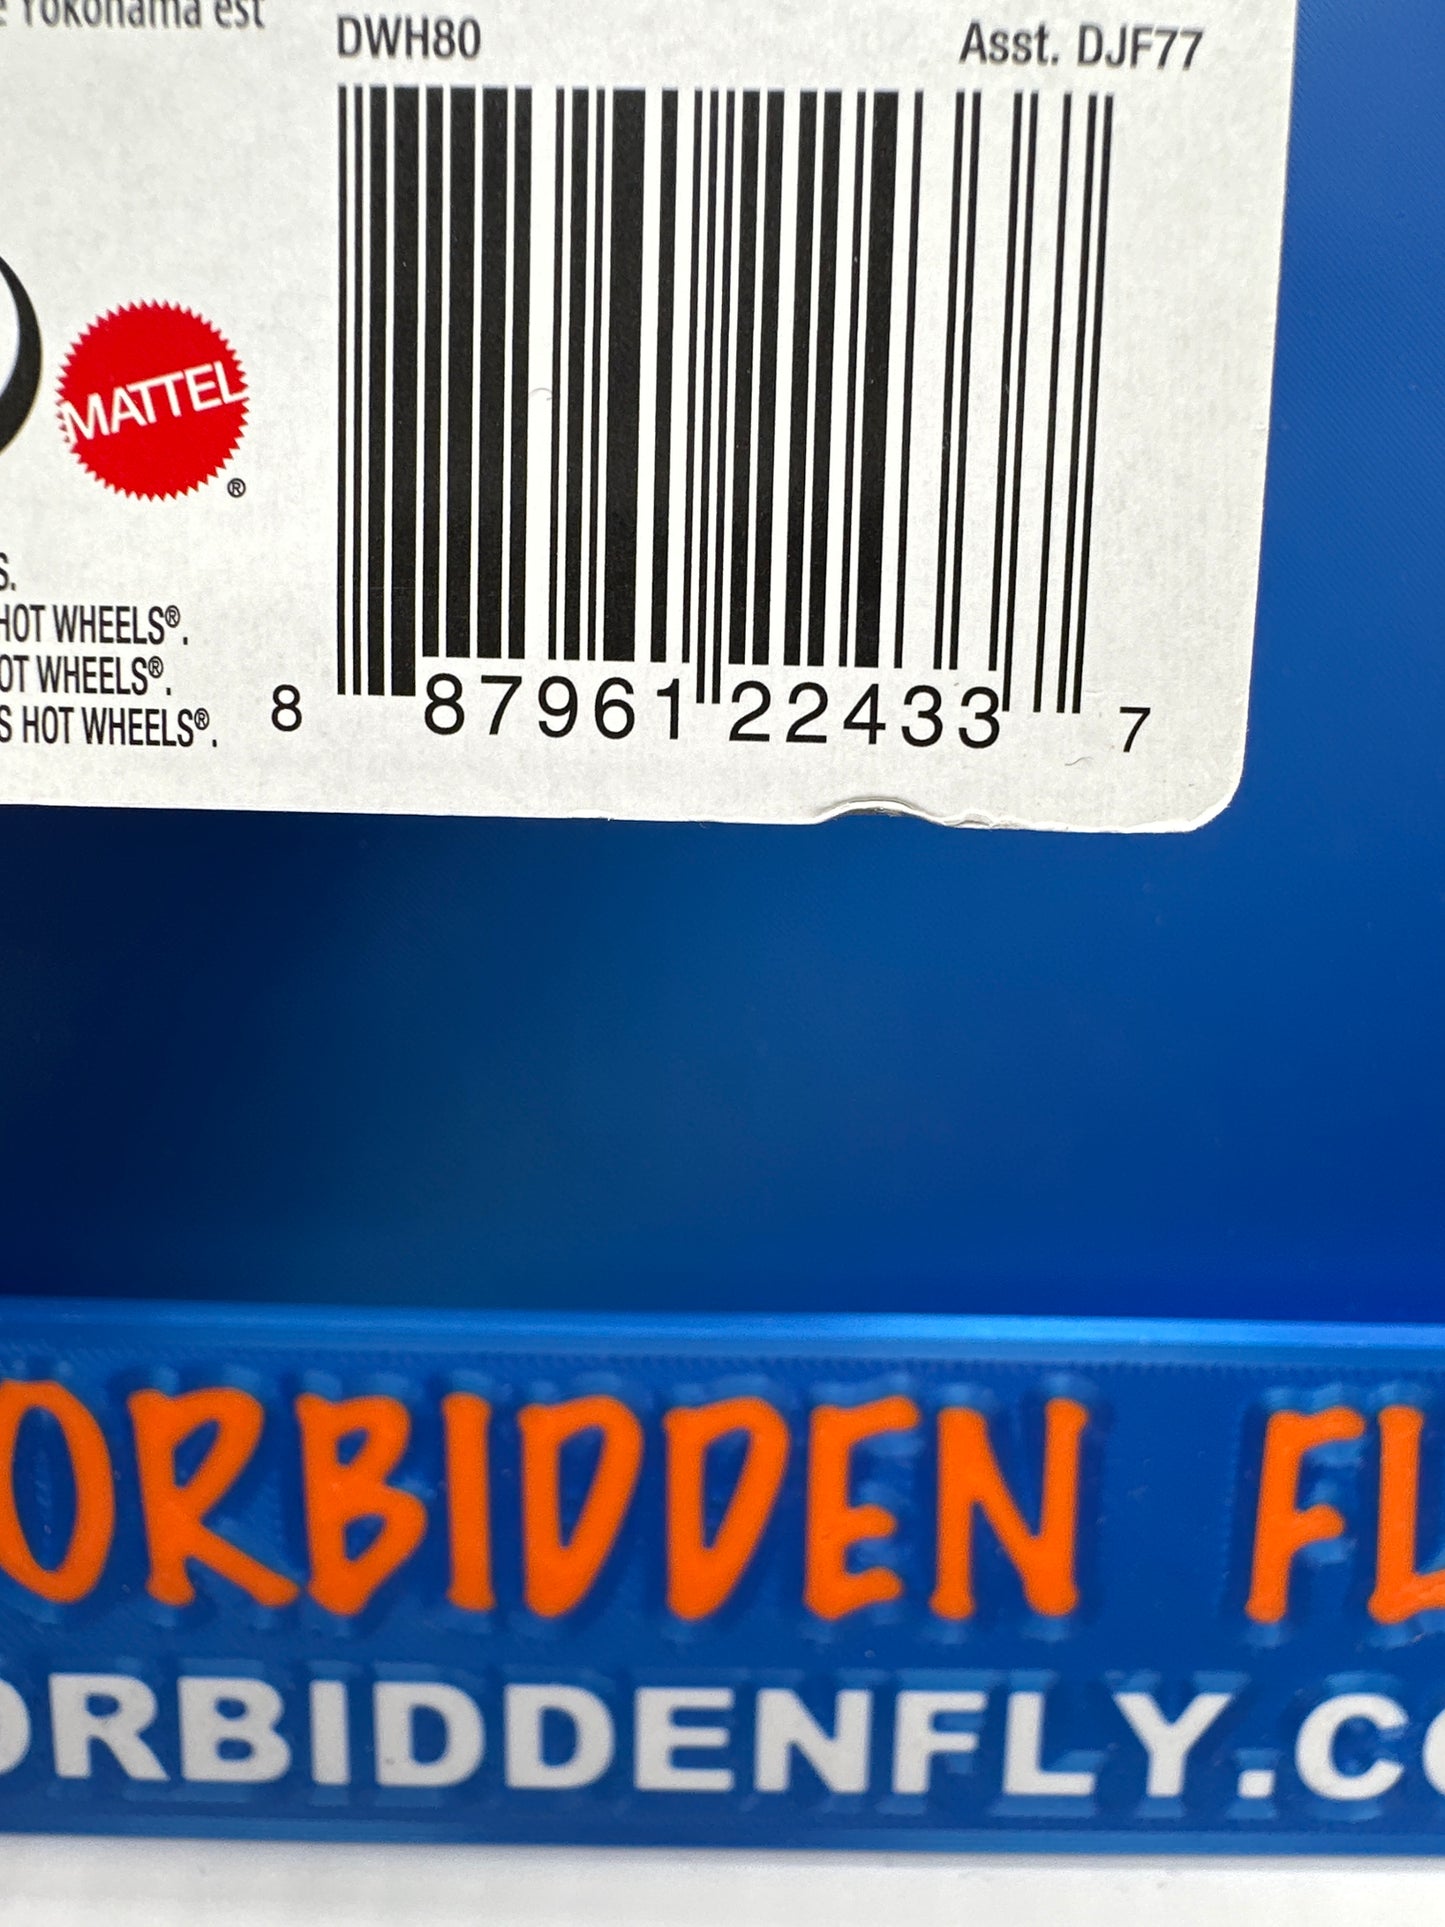 Yokohama est
DWH80
Asst. DJF77
MATTEL
®
S.
HOT WHEELS®.
OT WHEELS®.
S HOT WHEELS®.
8 87961 22433 7
ORBIDDEN FL
ORBIDDENFLY.CO